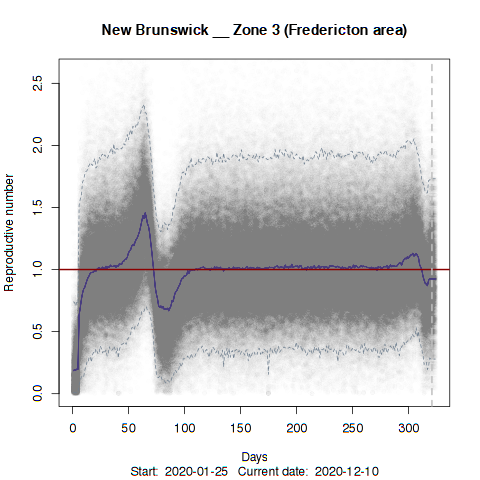 New Brunswick __ Zone 3 (Fredericton area)
Reproductive number
2.5
2.0
1.5
1.0
0.5
0.0
0 50 100 150 200 250 300
Days
Start: 2020-01-25 Current date: 2020-12-10